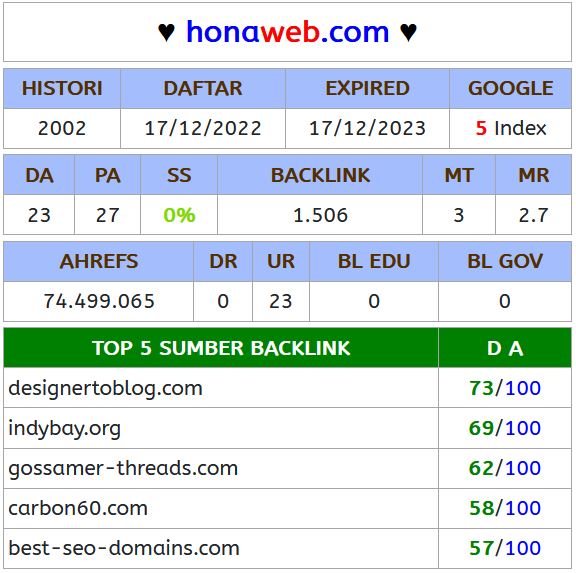 ♥ honaweb.com ♥
HISTORI DAFTAR EXPIRED GOOGLE
2002 17/12/2022 17/12/2023 5 Index
DA PA SS BACKLINK MT MR
23 27 0% 1.506 3 2.7
AHREFS DR UR BL EDU BL GOV
74.499.065 0 23 0 0
TOP 5 SUMBER BACKLINK D A
designertoblog.com 73/100
indybay.org 69/100
gossamer-threads.com 62/100
carbon60.com 58/100
best-seo-domains.com 57/100